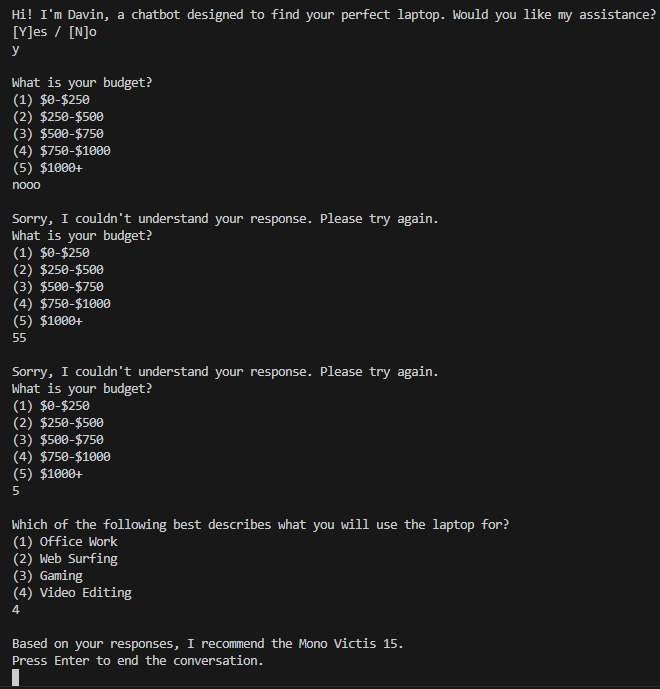 Hi! I'm Davin, a chatbot designed to find your perfect laptop. Would you like my assistance?
[Y]es / [N]o
y
What is your budget?
(1) $0-$250
(2) $250-$500
(3) $500-$750
(4) $750-$1000
(5) $1000+
nooo
Sorry, I couldn't understand your response. Please try again.
What is your budget?
(1) $0-$250
(2) $250-$500
(3) $500-$750
(4) $750-$1000
(5) $1000+
55
Sorry, I couldn't understand your response. Please try again.
What is your budget?
(1) $0-$250
(2) $250-$500
(3) $500-$750
(4) $750-$1000
(5) $1000+
5
Which of the following best describes what you will use the laptop for?
(1) Office Work
(2) Web Surfing
(3) Gaming
(4) Video Editing
4
Based on your responses, I recommend the Mono Victis 15.
Press Enter to end the conversation.